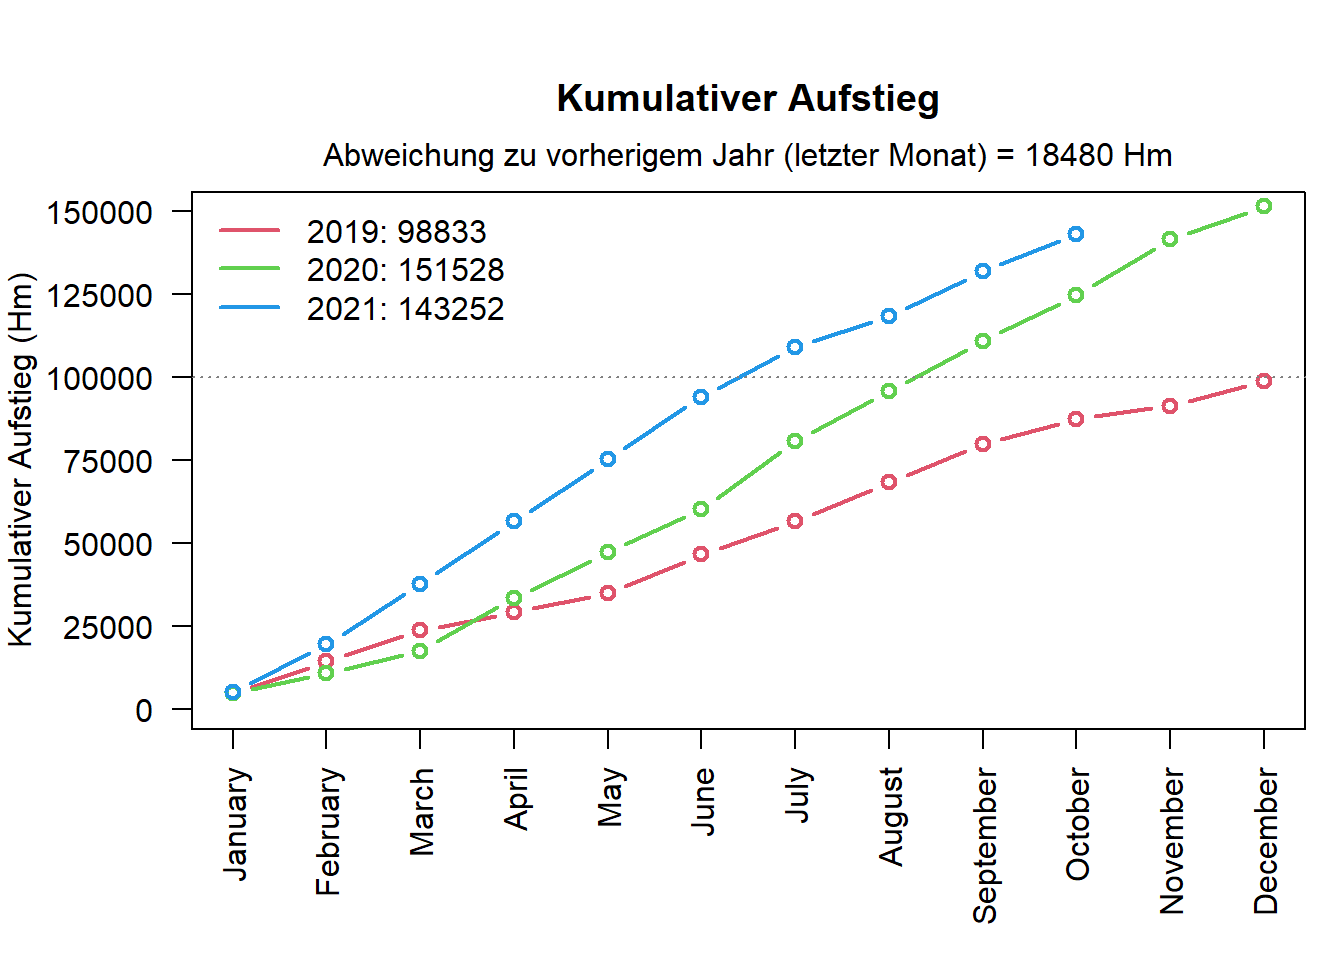 Kumulativer Aufstieg
Abweichung zu vorherigem Jahr (letzter Monat) = 18480 Hm
Kumulativer Aufstieg (Hm)
150000
125000
100000
75000
50000
25000
0
2019: 98833
2020: 151528
2021: 143252
January
February
March
April
May
June
July
August
September
October
November
December